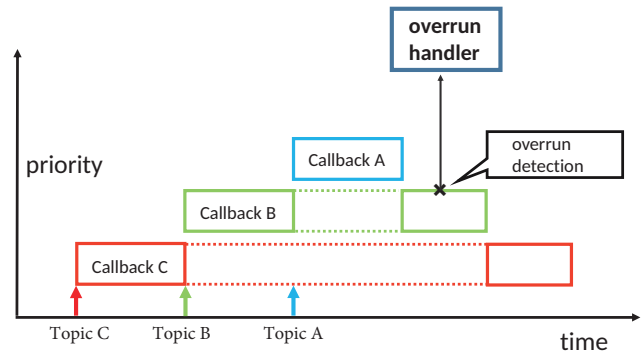 overrun
handler
Callback A
overrun
detection
priority
Callback B
Callback C
Topic C
Topic B
Topic A
time